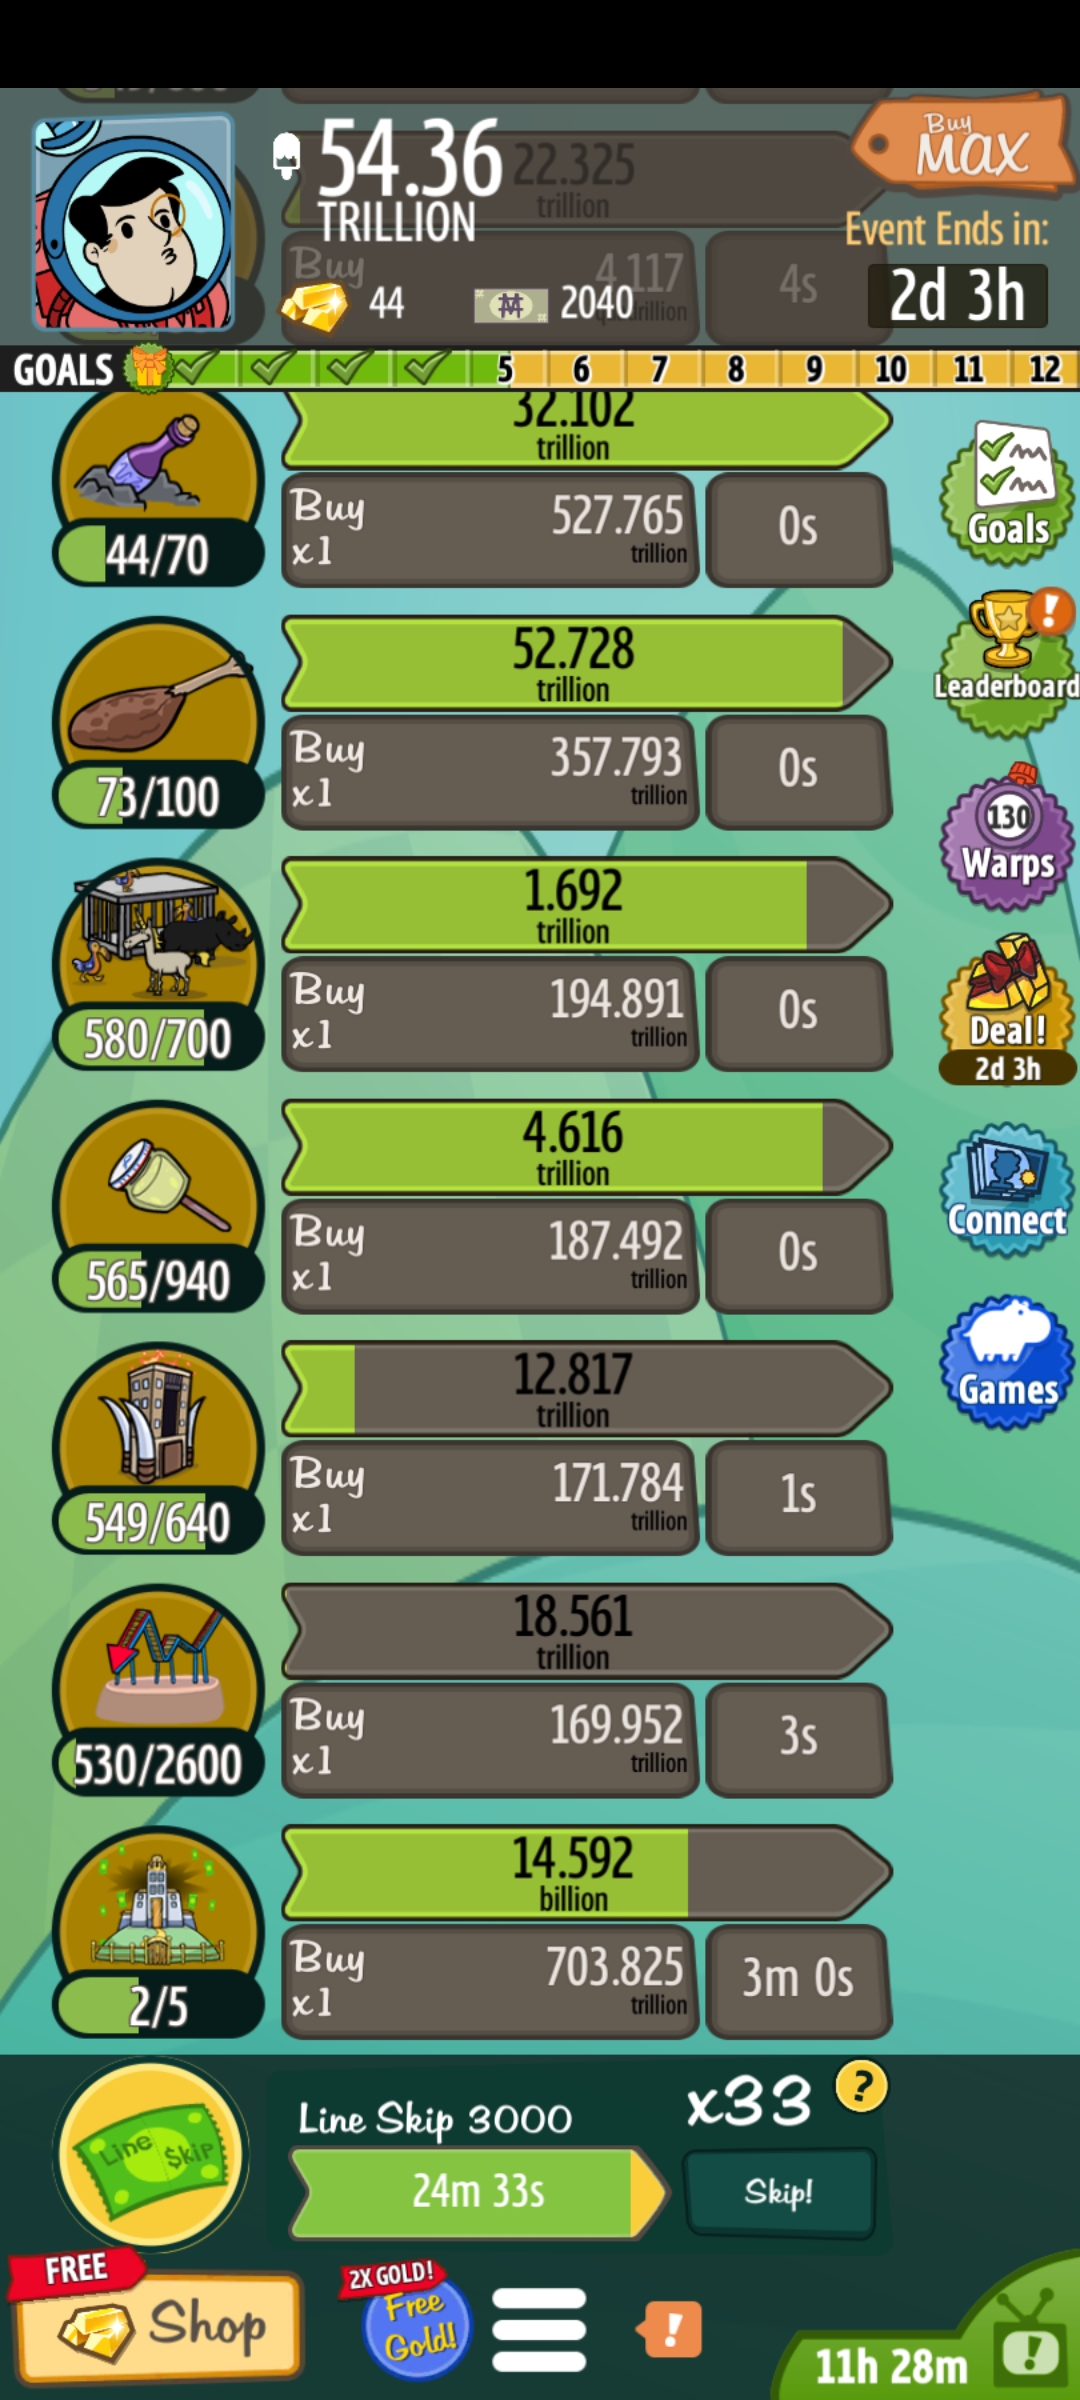 54.36
TRILLION
22.325
trillion
Buy
MAX
Event Ends in:
2d 3h
44
2040
Buy
4.117
4s
GOALS
5
6
7
8
9
10
11
12
32.102
trillion
Buy
x1
527.765
trillion
0s
44/70
Goals
52.728
trillion
Buy
x1
357.793
trillion
0s
73/100
Leaderboard
130
Warps
1.692
trillion
Buy
x1
194.891
trillion
0s
580/700
Deal!
2d 3h
4.616
trillion
Buy
x1
187.492
trillion
0s
565/940
Connect
12.817
trillion
Buy
x1
171.784
trillion
1s
549/640
Games
18.561
trillion
Buy
x1
169.952
trillion
3s
530/2600
14.592
billion
Buy
x1
703.825
trillion
3m 0s
2/5
Line $kip
Line Skip 3000
x33
?
24m 33s
Skip!
FREE
Shop
2X GOLD!
Free
Gold!
!
11h 28m
!